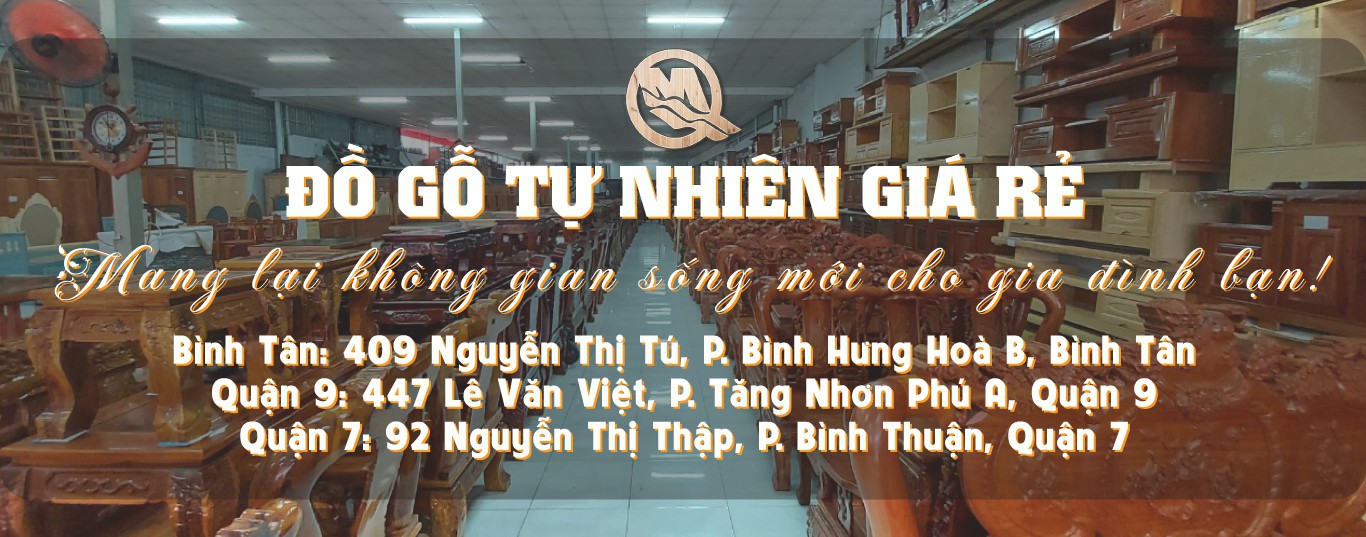 MQ
ĐỒ GỖ TỰ NHIÊN GIÁ RẺ
Mang lại không gian sống mới cho gia đình bạn!
Bình Tân: 409 Nguyễn Thị Tú, P. Bình Hưng Hoà B, Bình Tân
Quận 9: 447 Lê Văn Việt, P. Tăng Nhơn Phú A, Quận 9
Quận 7: 92 Nguyễn Thị Thập, P. Bình Thuận, Quận 7